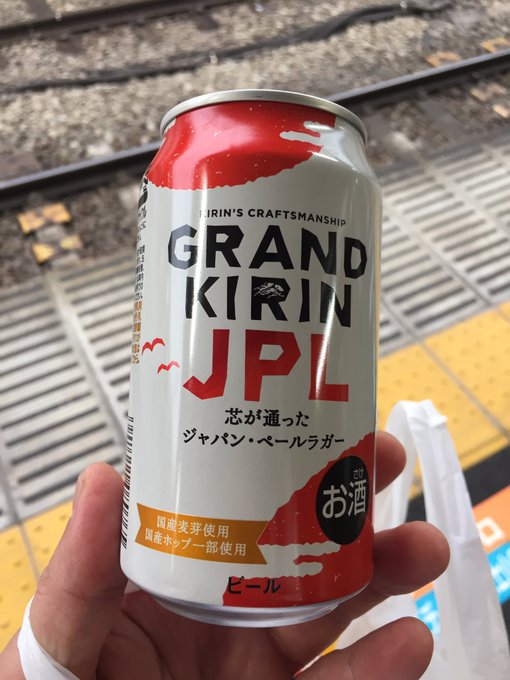 KIRIN'S CRAFTSMANSHIP
GRAND
KIRIN
JPL
芯が通った
ジャパン・ペールラガー
さけ
お酒
国産麦芽使用
国産ホップ一部使用
ビール